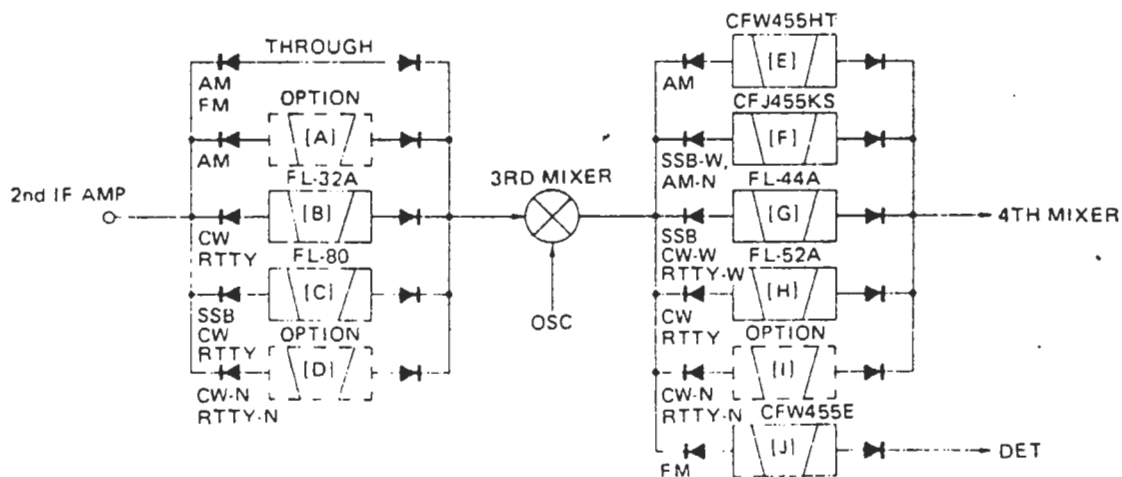 THROUGH
AM
FM
OPTION
[A]
AM
FL-32A
2nd IF AMP
[B]
CW
RTTY
FL-80
[C]
SSB
CW
RTTY
OPTION
[D]
CW-N
RTTY-N
3RD MIXER
OSC
CFW455HT
[E]
AM
CFJ455KS
[F]
SSB-W,
AM-N
FL-44A
[G]
4TH MIXER
SSB
CW-W
RTTY-W
FL-52A
[H]
CW
RTTY
OPTION
[I]
CW-N
RTTY-N
CFW455E
[J]
FM
DET